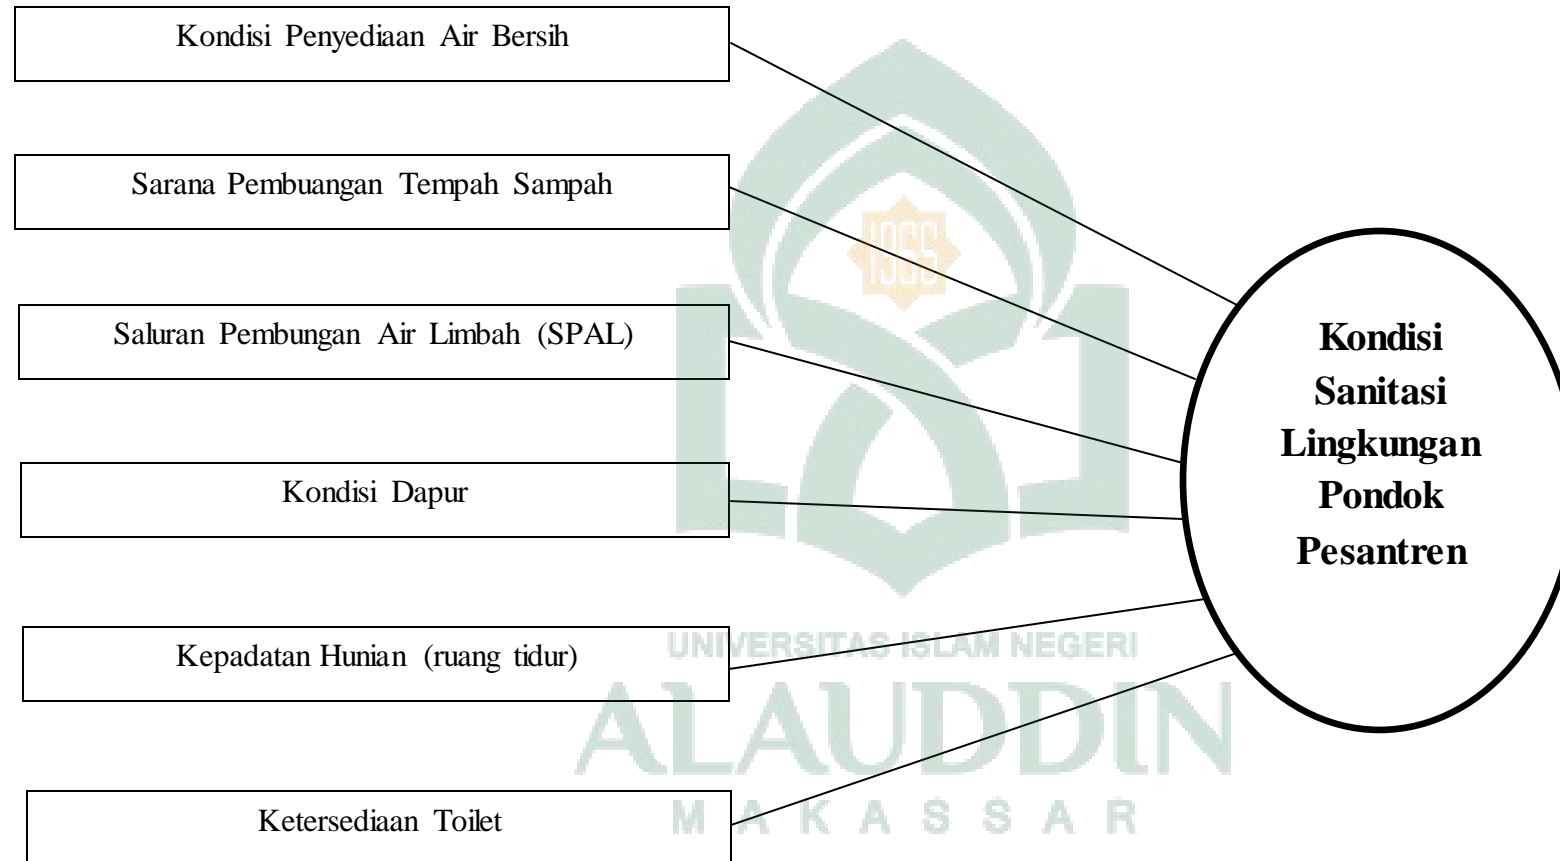 Kondisi Penyediaan Air Bersih
Sarana Pembuangan Tempah Sampah
Saluran Pembungan Air Limbah (SPAL)
Kondisi Dapur
Kepadatan Hunian (ruang tidur)
Ketersediaan Toilet
Kondisi
Sanitasi
Lingkungan
Pondok
Pesantren
1965
UNIVERSITAS ISLAM NEGERI
ALAUDDIN
MAKASSAR